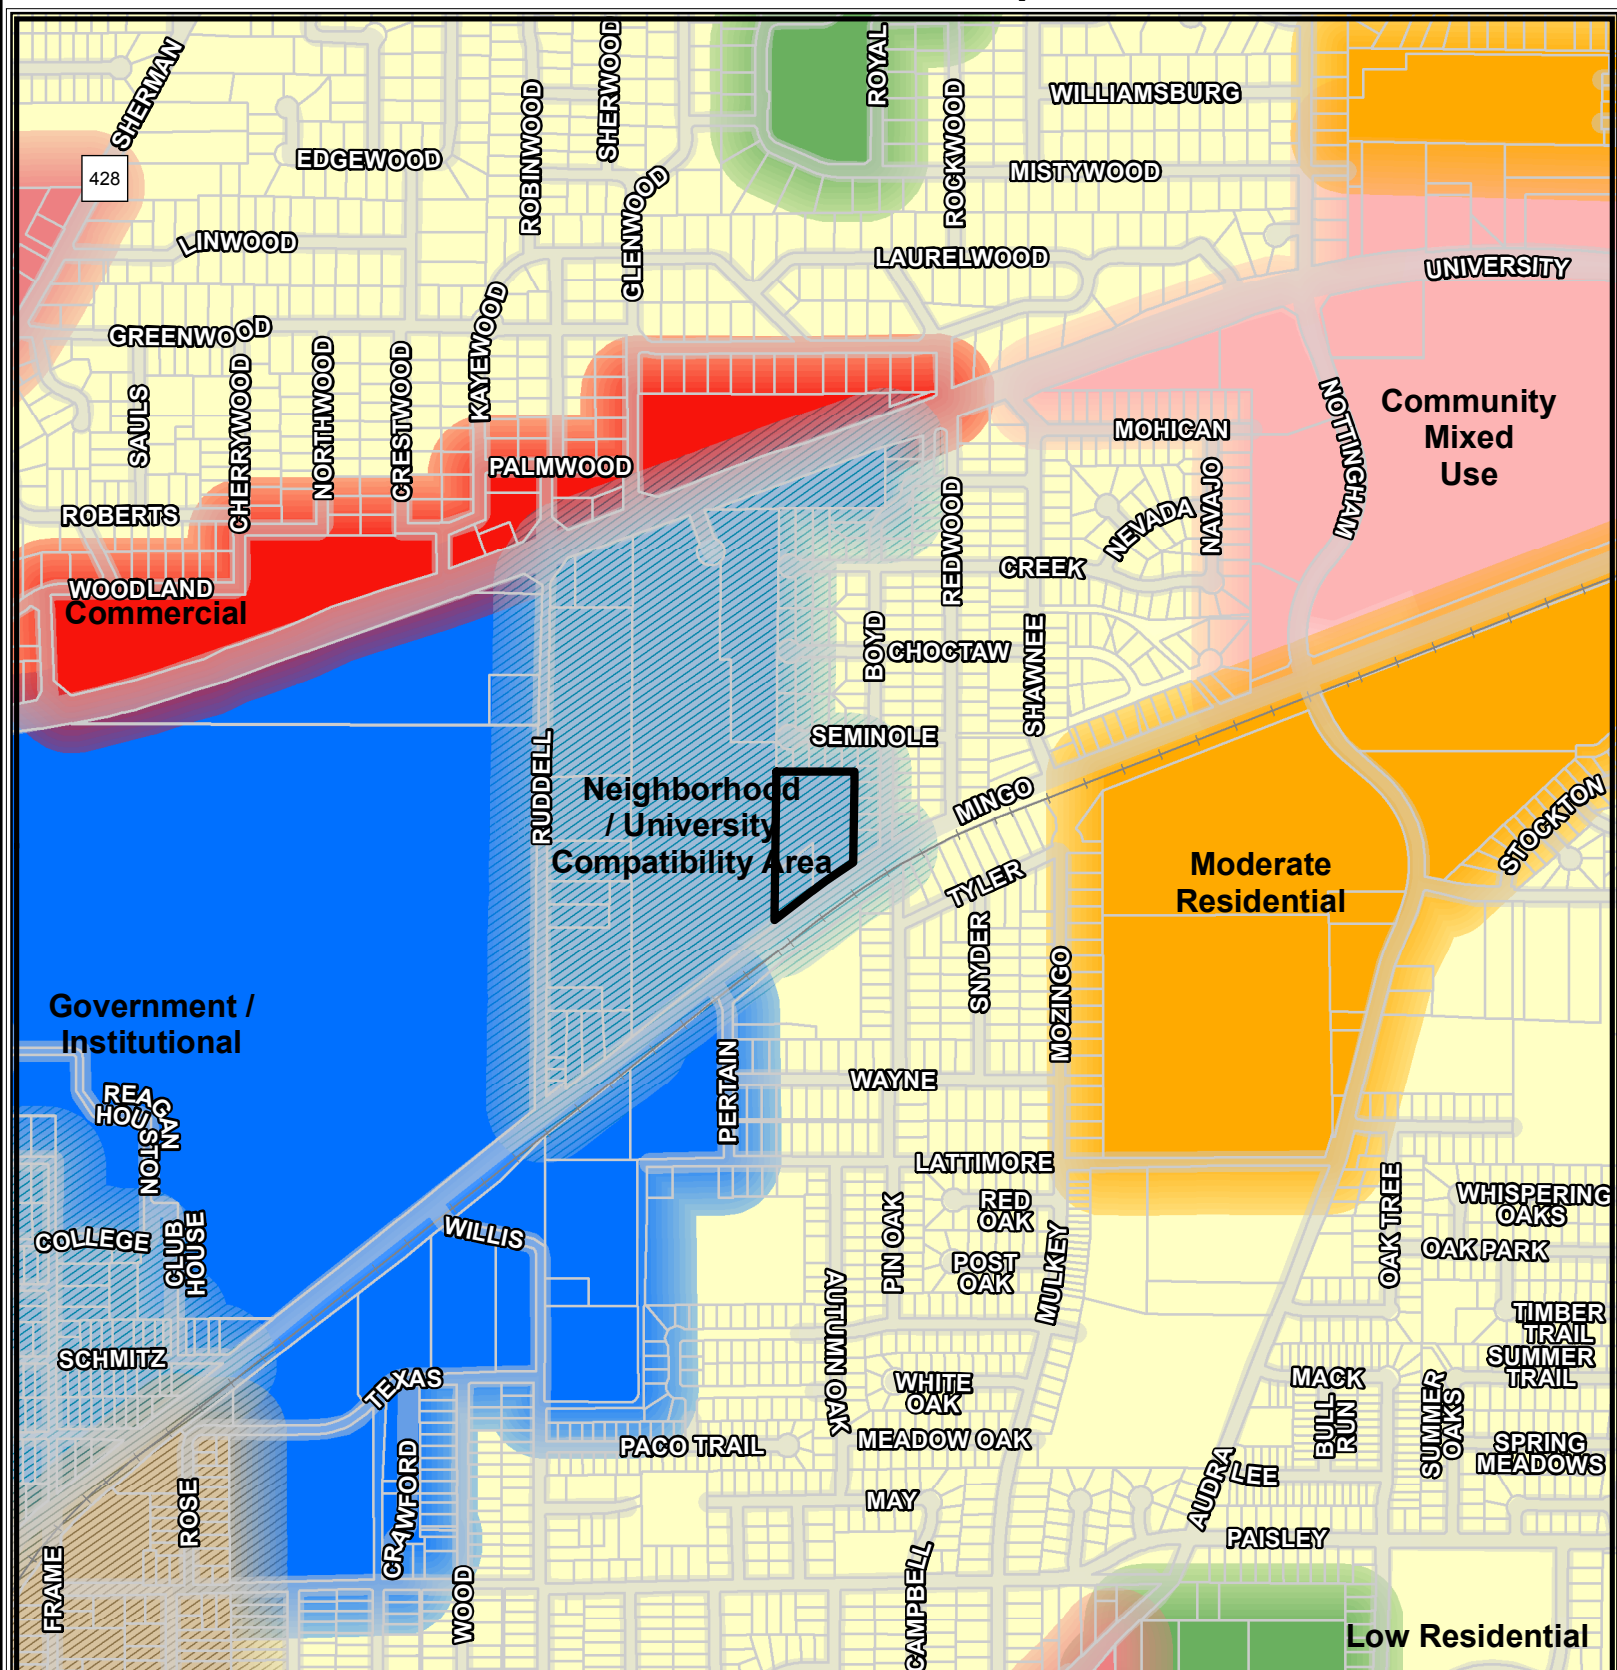 SHERMAN
428
EDGEWOOD
ROBINWOOD
SHERWOOD
GLENWOOD
ROYAL
ROCKWOOD
WILLIAMSBURG
MISTYWOOD
LINWOOD
LAURELWOOD
UNIVERSITY
GREENWOOD
SAULS
CHERRYWOOD
NORTHWOOD
CRESTWOOD
KAYEWOOD
PALMWOOD
MOHICAN
NOTTINGHAM
Community
Mixed
Use
ROBERTS
REDWOOD
NEVADA
NAVAJO
CREEK
WOODLAND
Commercial
BOYD
CHOCTAW
SHAWNEE
SEMINOLE
RUDDELL
Neighborhood
/ University
Compatibility Area
MINGO
STOCKTON
TYLER
Moderate
Residential
SNYDER
MOZINGO
Government /
Institutional
PERTAIN
WAYNE
REAGAN
HOUSTON
LATTIMORE
COLLEGE
CLUB
HOUSE
WILLIS
PIN OAK
RED
OAK
POST
OAK
MULKEY
OAK TREE
WHISPERING
OAKS
OAK PARK
TIMBER
TRAIL
SUMMER
TRAIL
SCHMITZ
TEXAS
AUTUMN OAK
WHITE
OAK
MACK
BULL
RUN
SUMMER
OAKS
PACO TRAIL
MEADOW OAK
SPRING
MEADOWS
ROSE
CRAWFORD
MAY
AUDRA
LEE
PAISLEY
FRAME
WOOD
CAMPBELL
Low Residential